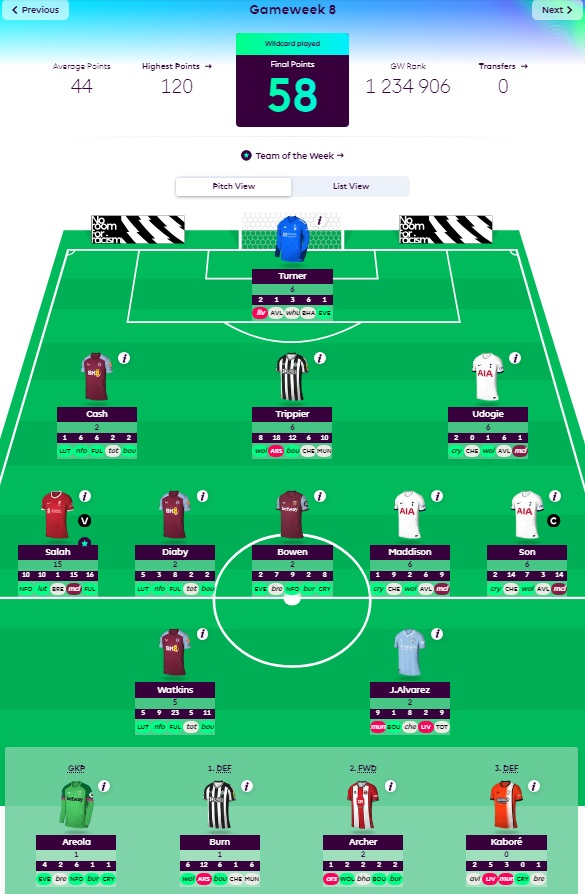 Previous
Gameweek 8
Next
Wildcard played
Average Points
Highest Points →
Final Points
GW Rank
Transfers →
44
120
58
1 234 906
0
Team of the Week →
Pitch View
List View
No room for racism
No room for racism
Turner
6
2 1 3 6 1
liv AVL whu BHA EVE
Cash
2
1 6 6 2 2
LUT nfo FUL tot bou
Trippier
6
8 18 12 6 10
wol ARS bou CHE MUN
Udogie
6
2 0 1 6 1
cry CHE wol AVL mci
V
C
Salah
15
10 10 1 15 16
LIV lut BRE mci FUL
Diaby
2
5 3 8 2 2
LUT nfo FUL tot bou
Bowen
2
2 7 9 2 8
EVE bre NFO bur CRY
Maddison
6
1 9 2 6 9
cry CHE wol AVL mci
Son
6
2 14 7 3 14
cry CHE wol AVL mci
Watkins
5
5 9 23 5 11
LUT nfo FUL tot bou
J.Alvarez
2
9 1 8 2 9
mun BOU che LIV TOT
GKP
1. DEF
2. FWD
3. DEF
Areola
1
4 2 6 1 1
EVE bre NFO bur CRY
Burn
1
6 12 6 1 6
wol ARS bou CHE MUN
Archer
2
1 2 2 2 2
ars WOL bha BOU bur
Kaboré
0
2 5 3 0 1
avl LIV mun CRY bre